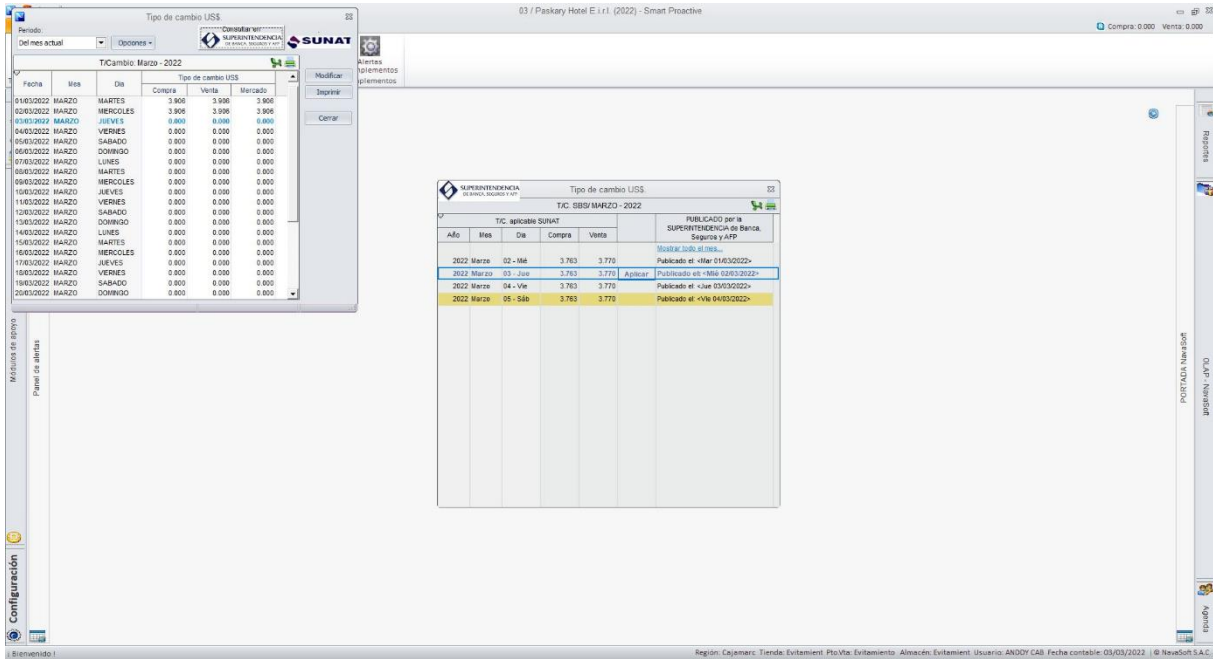 03 / Paskary Hotel E.i.r.l. (2022) - Smart Proactive
Compra: 0.000 Venta: 0.000
Tipo de cambio US$.
Periodo:
Consultar en
Del mes actual
Opciones
SUPERINTENDENCIA
DE BANCA, SEGUROS Y AFP
SUNAT
T/Cambio: Marzo - 2022
Modificar
Imprimir
Cerrar
Fecha Mes Dia Tipo de cambio US$
Compra Venta Mercado
01/03/2022 MARZO MARTES 3.906 3.906 3.906
02/03/2022 MARZO MIERCOLES 3.906 3.906 3.906
03/03/2022 MARZO JUEVES 0.000 0.000 0.000
04/03/2022 MARZO VIERNES 0.000 0.000 0.000
05/03/2022 MARZO SABADO 0.000 0.000 0.000
06/03/2022 MARZO DOMINGO 0.000 0.000 0.000
07/03/2022 MARZO LUNES 0.000 0.000 0.000
08/03/2022 MARZO MARTES 0.000 0.000 0.000
09/03/2022 MARZO MIERCOLES 0.000 0.000 0.000
10/03/2022 MARZO JUEVES 0.000 0.000 0.000
11/03/2022 MARZO VIERNES 0.000 0.000 0.000
12/03/2022 MARZO SABADO 0.000 0.000 0.000
13/03/2022 MARZO DOMINGO 0.000 0.000 0.000
14/03/2022 MARZO LUNES 0.000 0.000 0.000
15/03/2022 MARZO MARTES 0.000 0.000 0.000
16/03/2022 MARZO MIERCOLES 0.000 0.000 0.000
17/03/2022 MARZO JUEVES 0.000 0.000 0.000
18/03/2022 MARZO VIERNES 0.000 0.000 0.000
19/03/2022 MARZO SABADO 0.000 0.000 0.000
20/03/2022 MARZO DOMINGO 0.000 0.000 0.000
Alertas
SUPERINTENDENCIA
DE BANCA, SEGUROS Y AFP
Tipo de cambio US$.
T/C. SBS/ MARZO - 2022
T/C. aplicable SUNAT
PUBLICADO por la
SUPERINTENDENCIA de Banca,
Seguros y AFP
Año Mes Dia Compra Venta
Mostrar todo el mes...
2022 Marzo 02 - Mié 3.763 3.770 Publicado el: <Mar 01/03/2022>
2022 Marzo 03 - Jue 3.763 3.770 Aplicar Publicado el: <Mié 02/03/2022>
2022 Marzo 04 - Vie 3.763 3.770 Publicado el: <Jue 03/03/2022>
2022 Marzo 05 - Sáb 3.763 3.770 Publicado el: <Vie 04/03/2022>
Módulos de apoyo
Panel de alertas
Configuración
Reportes
PORTADA NavaSoft
OLAP - NavaSoft
Agenda
¡ Bienvenido !
Región: Cajamarc Tienda: Evitamient Pto.Vta: Evitamiento Almacén: Evitamient Usuario: ANDDY CAB Fecha contable: 03/03/2022 | © NavaSoft S.A.C.